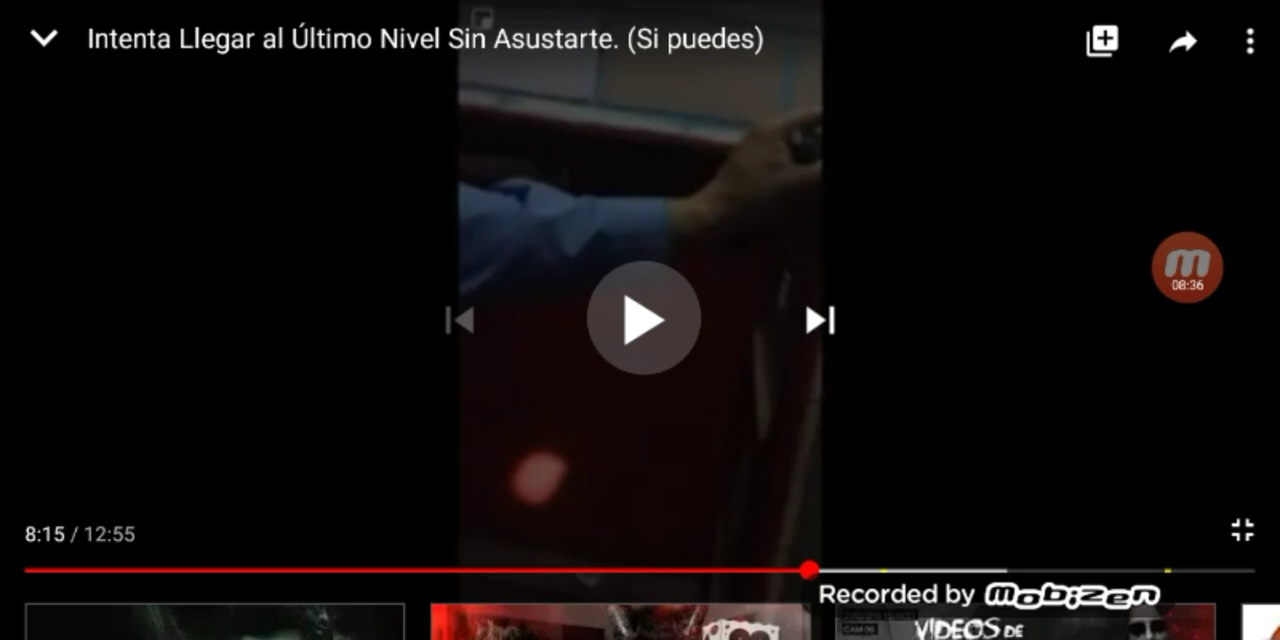 Intenta Llegar al Último Nivel Sin Asustarte. (Si puedes)
m
08:36
8:15 / 12:55
Recorded by mobizen
VIDEOS DE